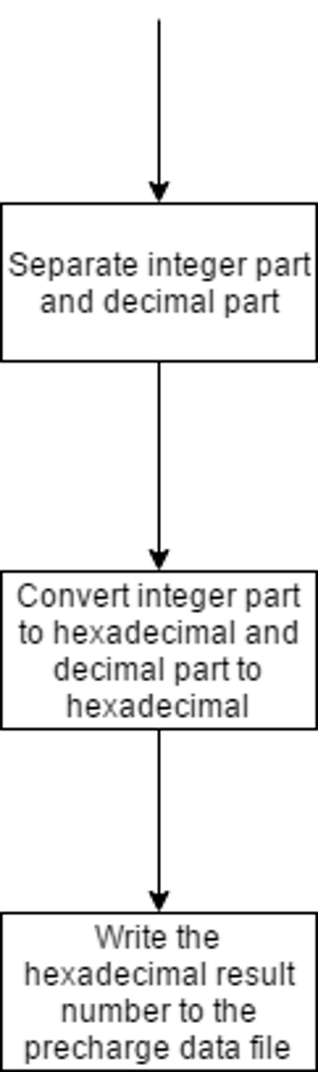 Separate integer part
and decimal part
Convert integer part
to hexadecimal and
decimal part to
hexadecimal
Write the
hexadecimal result
number to the
precharge data file